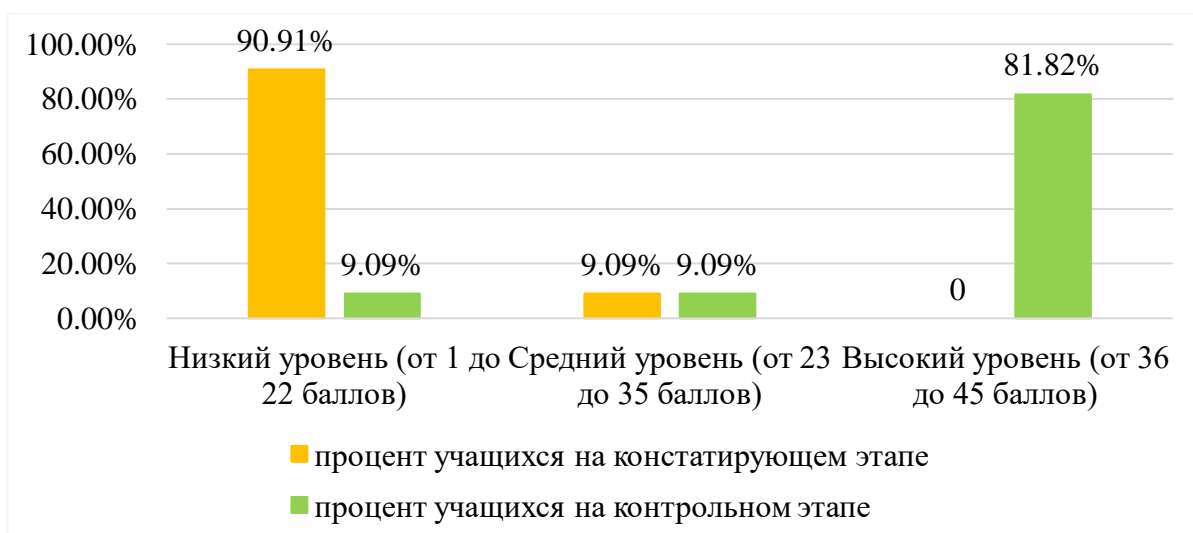 100.00%
80.00%
60.00%
40.00%
20.00%
0.00%
90.91%
9.09%
9.09%
9.09%
0
81.82%
Низкий уровень (от 1 до
22 баллов)
Средний уровень (от 23
до 35 баллов)
Высокий уровень (от 36
до 45 баллов)
процент учащихся на констатирующем этапе
процент учащихся на контрольном этапе